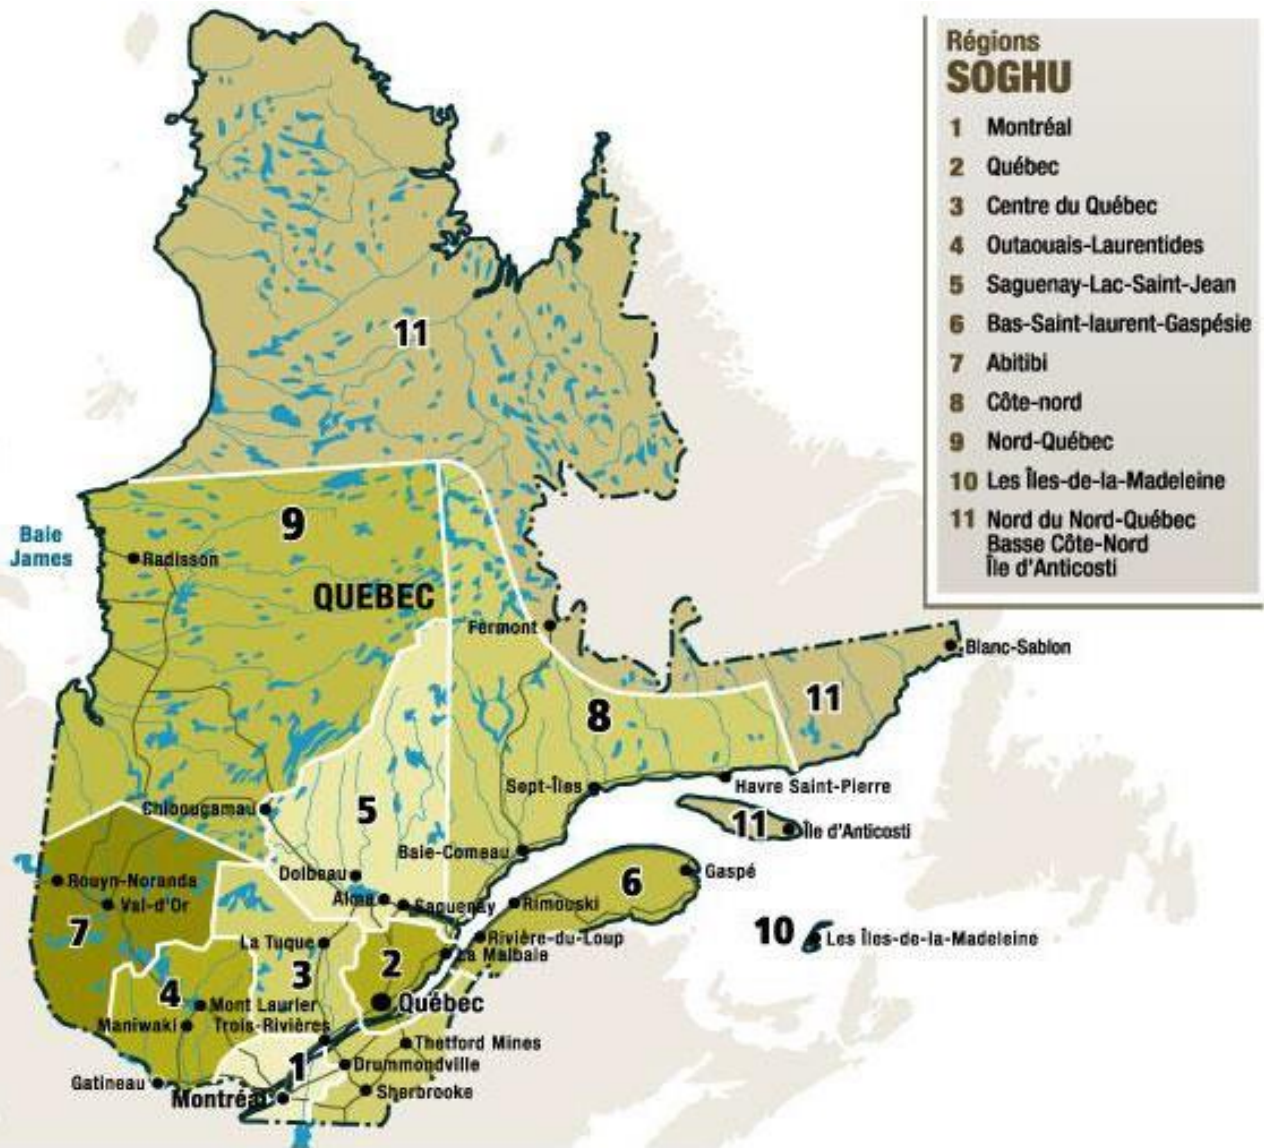 Régions
SOGHU
1 Montréal
2 Québec
3 Centre du Québec
4 Outaouais-Laurentides
5 Saguenay-Lac-Saint-Jean
6 Bas-Saint-laurent-Gaspésie
7 Abitibi
8 Côte-nord
9 Nord-Québec
10 Les Îles-de-la-Madeleine
11 Nord du Nord-Québec
Basse Côte-Nord
Île d'Anticosti
11
9
Baie
James
Radisson
QUEBEC
Fermont
Blanc-Sablon
11
8
Sept-Îles
Havre Saint-Pierre
Chibougamau
5
11
Île d'Anticosti
Baie-Comeau
Dolbeau
Gaspé
6
Rouyn-Noranda
Alma
Saguenay
Rimouski
Val-d'Or
7
10
Les Îles-de-la-Madeleine
La Tuque
Rivière-du-Loup
La Malbaie
3
2
4
Mont Laurier
Québec
Maniwaki
Trois-Rivières
Thetford Mines
1
Drummondville
Gatineau
Sherbrooke
Montréal